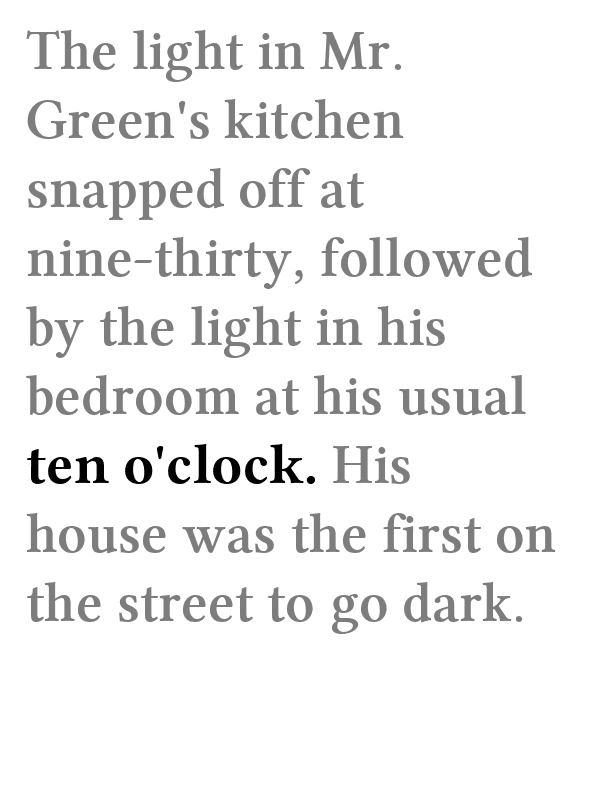 The light in Mr.
Green's kitchen
snapped off at
nine-thirty, followed
by the light in his
bedroom at his usual
ten o'clock. His
house was the first on
the street to go dark.